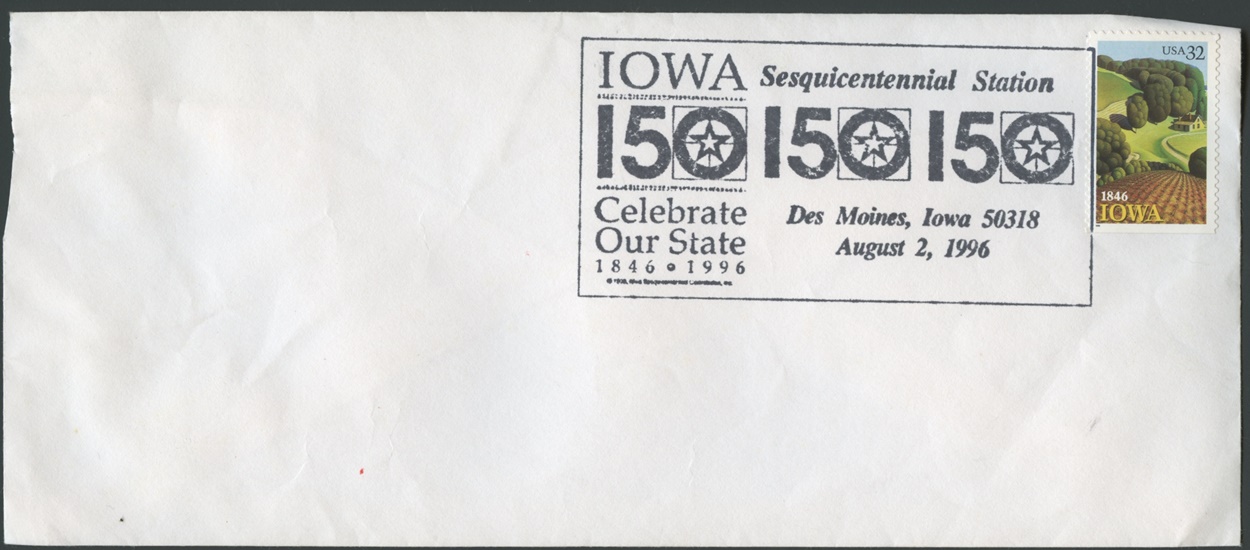 IOWA
150
Celebrate
Our State
1846 • 1996
Sesquicentennial Station
150 150
Des Moines, Iowa 50318
August 2, 1996
USA 32
1846
IOWA